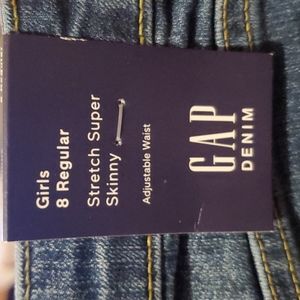 GAP
DENIM
Girls
8 Regular
Stretch Super
Skinny
Adjustable Waist